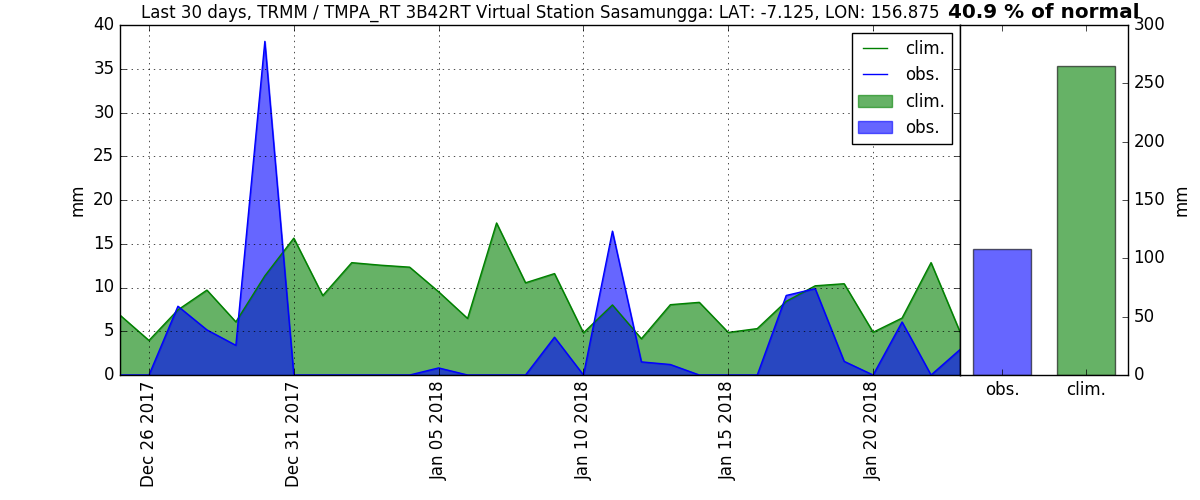 Last 30 days, TRMM / TMPA_RT 3B42RT Virtual Station Sasamungga: LAT: -7.125, LON: 156.875
40.9 % of normal
40
35
30
25
20
15
10
5
0
mm
clim.
obs.
clim.
obs.
Dec 26 2017
Dec 31 2017
Jan 05 2018
Jan 10 2018
Jan 15 2018
Jan 20 2018
300
250
200
150
100
50
0
mm
obs.
clim.